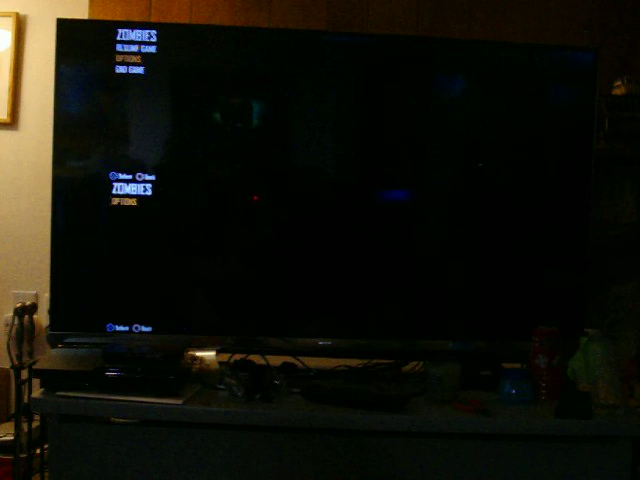 ZOMBIES
RESUME GAME
OPTIONS
END GAME
Select Back
ZOMBIES
OPTIONS
Select Back